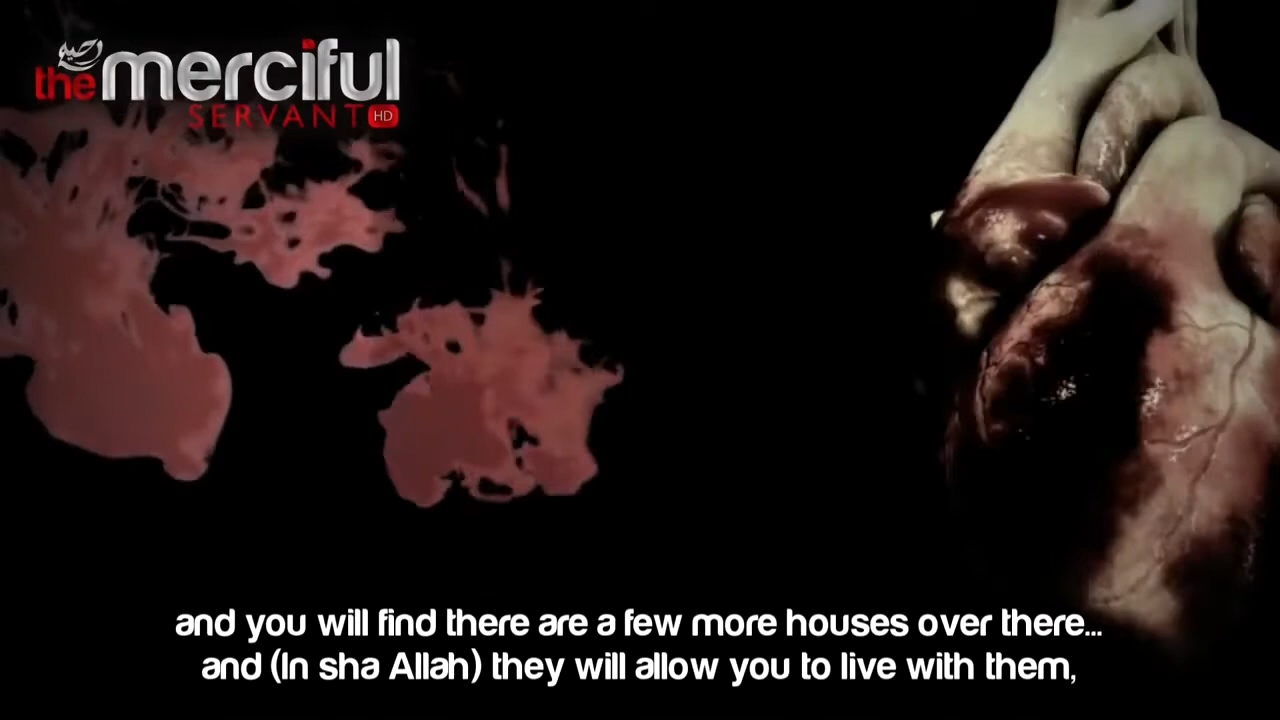 the merciful
SERVANT HD
and you will find there are a few more houses over there...
and (In sha Allah) they will allow you to live with them,